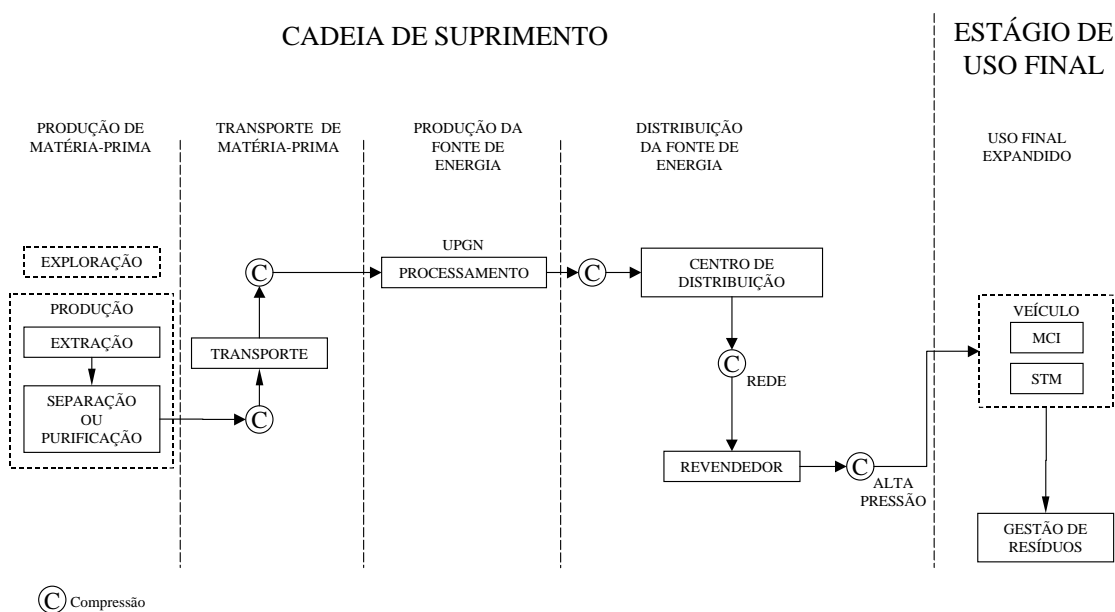 CADEIA DE SUPRIMENTO
ESTÁGIO DE
USO FINAL
PRODUÇÃO DE
MATÉRIA-PRIMA
TRANSPORTE DE
MATÉRIA-PRIMA
PRODUÇÃO DA
FONTE DE
ENERGIA
DISTRIBUIÇÃO
DA FONTE DE
ENERGIA
USO FINAL
EXPANDIDO
EXPLORAÇÃO
PRODUÇÃO
EXTRAÇÃO
SEPARAÇÃO
OU
PURIFICAÇÃO
C
TRANSPORTE
C
UPGN
PROCESSAMENTO
C
CENTRO DE
DISTRIBUIÇÃO
C
REDE
REVENDEDOR
C
ALTA
PRESSÃO
VEÍCULO
MCI
STM
GESTÃO DE
RESÍDUOS
C Compressão